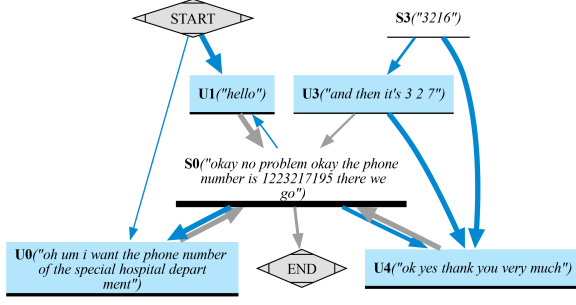 START
S3("3216")
U1("hello")
U3("and then it's 3 2 7")
S0("okay no problem okay the phone
number is 1223217195 there we
go")
U0("oh um i want the phone number
of the special hospital depart
ment")
END
U4("ok yes thank you very much")